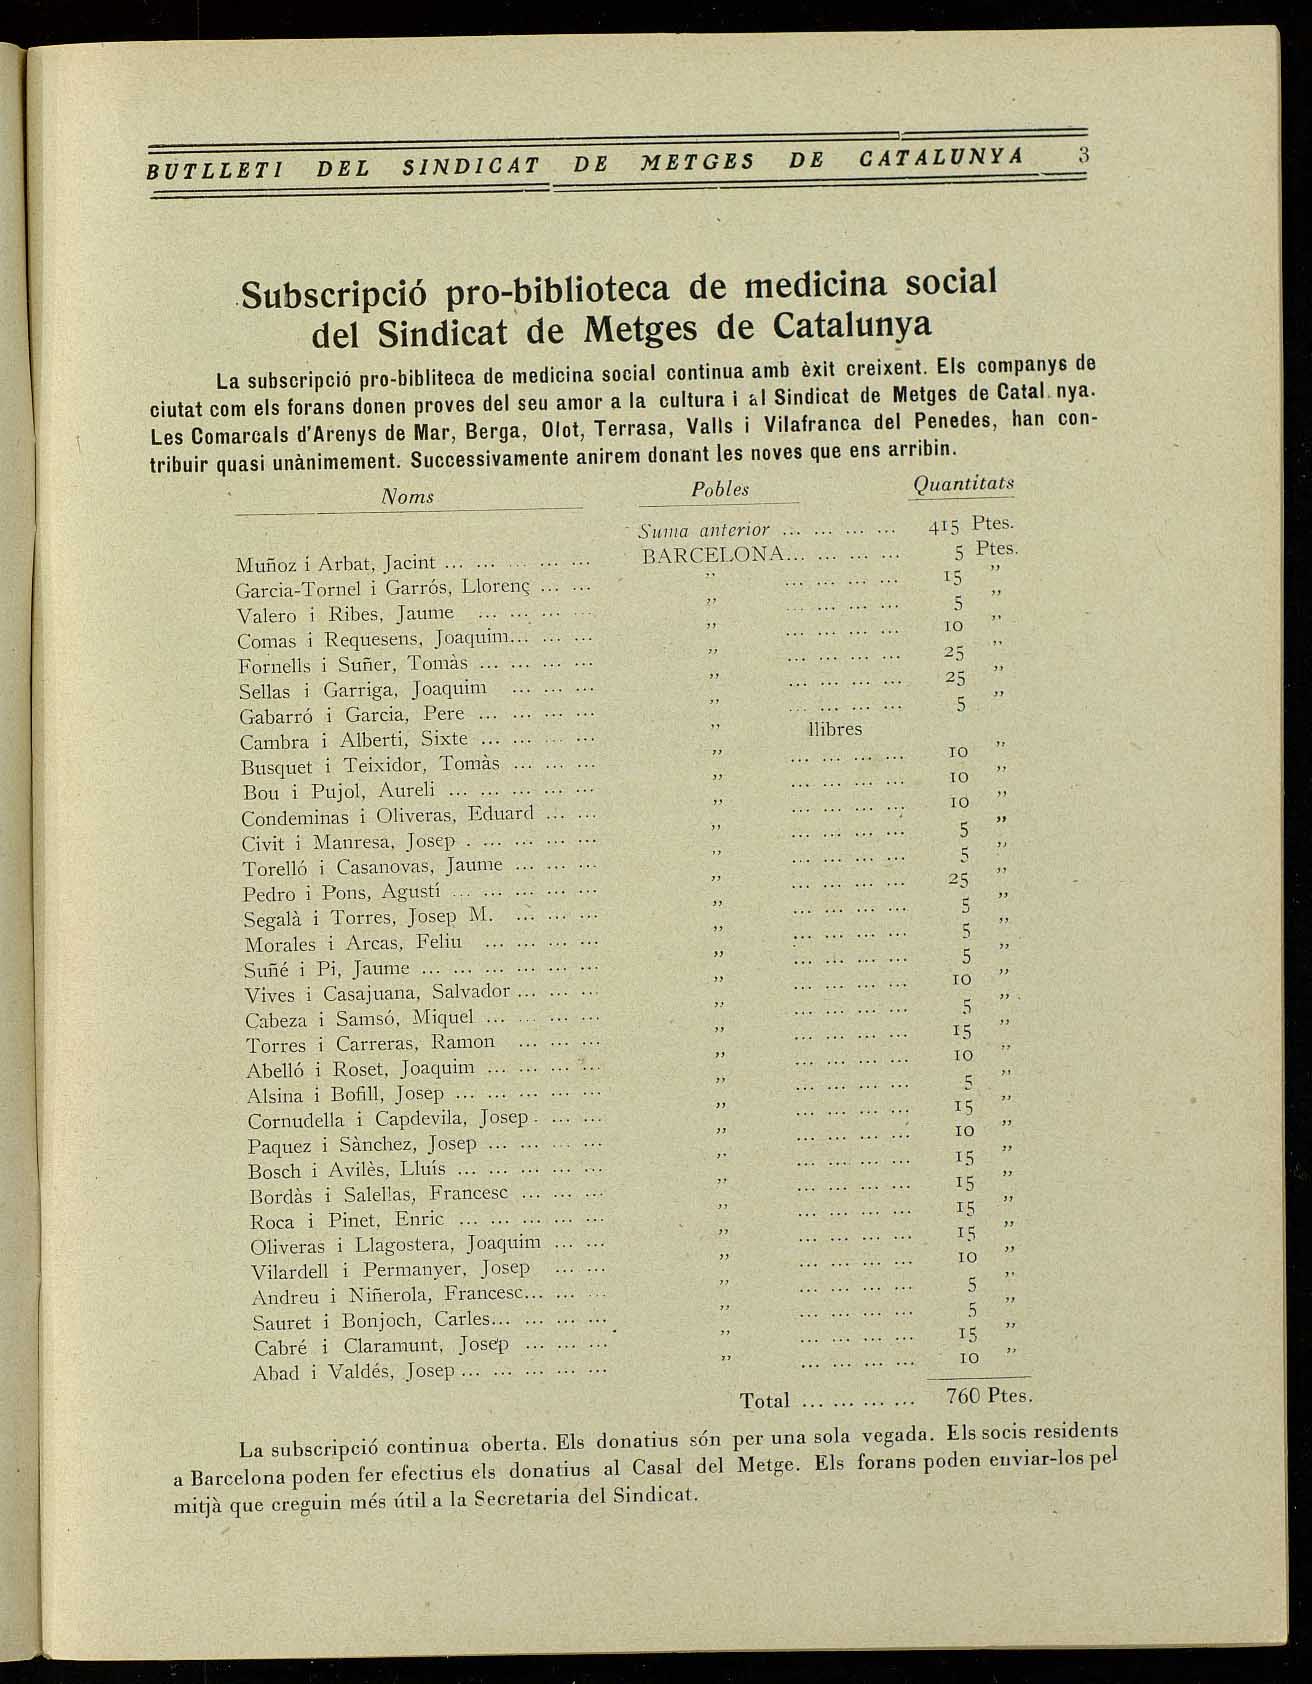 BUTLLETI DEL SINDICAT DE METGES DE CATALUNYA 3
Subscripció pro-biblioteca de medicina social
del Sindicat de Metges de Catalunya
La subscripció pro-bibliteca de medicina social continua amb èxit creixent. Els companys de
ciutat com els forans donen proves del seu amor a la cultura i al Sindicat de Metges de Catal nya.
Les Comarcals d'Arenys de Mar, Berga, Olot, Terrasa, Valls i Vilafranca del Penedes, han con-
tribuir quasi unànimement. Successivamente anirem donant les noves que ens arribin.
Noms Pobles Quantitats
Suma anterior ... ... ... ... 415 Ptes.
Muñoz i Arbat, Jacint ... ... ... ... ... BARCELONA... ... ... ... 5 Ptes.
Garcia-Tornel i Garrós, Llorenç ... ... " ... ... ... ... 15 "
Valero i Ribes, Jaume ... ... ... ... " ... ... ... ... 5 "
Comas i Requesens, Joaquim... ... ... " ... ... ... ... 10 "
Fornells i Suñer, Tomàs ... ... ... ... " ... ... ... ... 25 "
Sellas i Garriga, Joaquim ... ... ... " ... ... ... ... 25 "
Gabarró i Garcia, Pere ... ... ... ... " ... ... ... ... 5 "
Cambra i Alberti, Sixte ... ... ... ... " llibres
Busquet i Teixidor, Tomàs ... ... ... " ... ... ... ... 10 "
Bou i Pujol, Aureli ... ... ... ... ... " ... ... ... ... 10 "
Condeminas i Oliveras, Eduard ... ... " ... ... ... ... 10 "
Civit i Manresa, Josep . ... ... ... ... " ... ... ... ... 5 "
Torelló i Casanovas, Jaume ... ... ... " ... ... ... ... 5 "
Pedro i Pons, Agustí ... ... ... ... ... " ... ... ... ... 25 "
Segalà i Torres, Josep M. ... ... ... " ... ... ... ... 5 "
Morales i Arcas, Feliu ... ... ... ... " ... ... ... ... 5 "
Suñé i Pi, Jaume ... ... ... ... ... ... " ... ... ... ... 5 "
Vives i Casajuana, Salvador ... ... ... " ... ... ... ... 10 "
Cabeza i Samsó, Miquel ... ... ... ... " ... ... ... ... 5 "
Torres i Carreras, Ramon ... ... ... " ... ... ... ... 15 "
Abelló i Roset, Joaquim ... ... ... ... " ... ... ... ... 10 "
Alsina i Bofill, Josep ... ... ... ... ... " ... ... ... ... 5 "
Cornudella i Capdevila, Josep . ... ... " ... ... ... ... 15 "
Paquez i Sànchez, Josep ... ... ... ... " ... ... ... ... 10 "
Bosch i Avilès, Lluís ... ... ... ... ... " ... ... ... ... 15 "
Bordàs i Salellas, Francesc ... ... ... " ... ... ... ... 15 "
Roca i Pinet, Enric ... ... ... ... ... " ... ... ... ... 15 "
Oliveras i Llagostera, Joaquim ... ... " ... ... ... ... 15 "
Vilardell i Permanyer, Josep ... ... " ... ... ... ... 10 "
Andreu i Niñerola, Francesc... ... ... " ... ... ... ... 5 "
Sauret i Bonjoch, Carles... ... ... ... " ... ... ... ... 5 "
Cabré i Claramunt, Josep ... ... ... " ... ... ... ... 15 "
Abad i Valdés, Josep ... ... ... ... ... " ... ... ... ... 10 "
Total ... ... ... ... 760 Ptes.
La subscripció continua oberta. Els donatius són per una sola vegada. Els socis residents
a Barcelona poden fer efectius els donatius al Casal del Metge. Els forans poden enviar-los pel
mitjà que creguin més útil a la Secretaria del Sindicat.